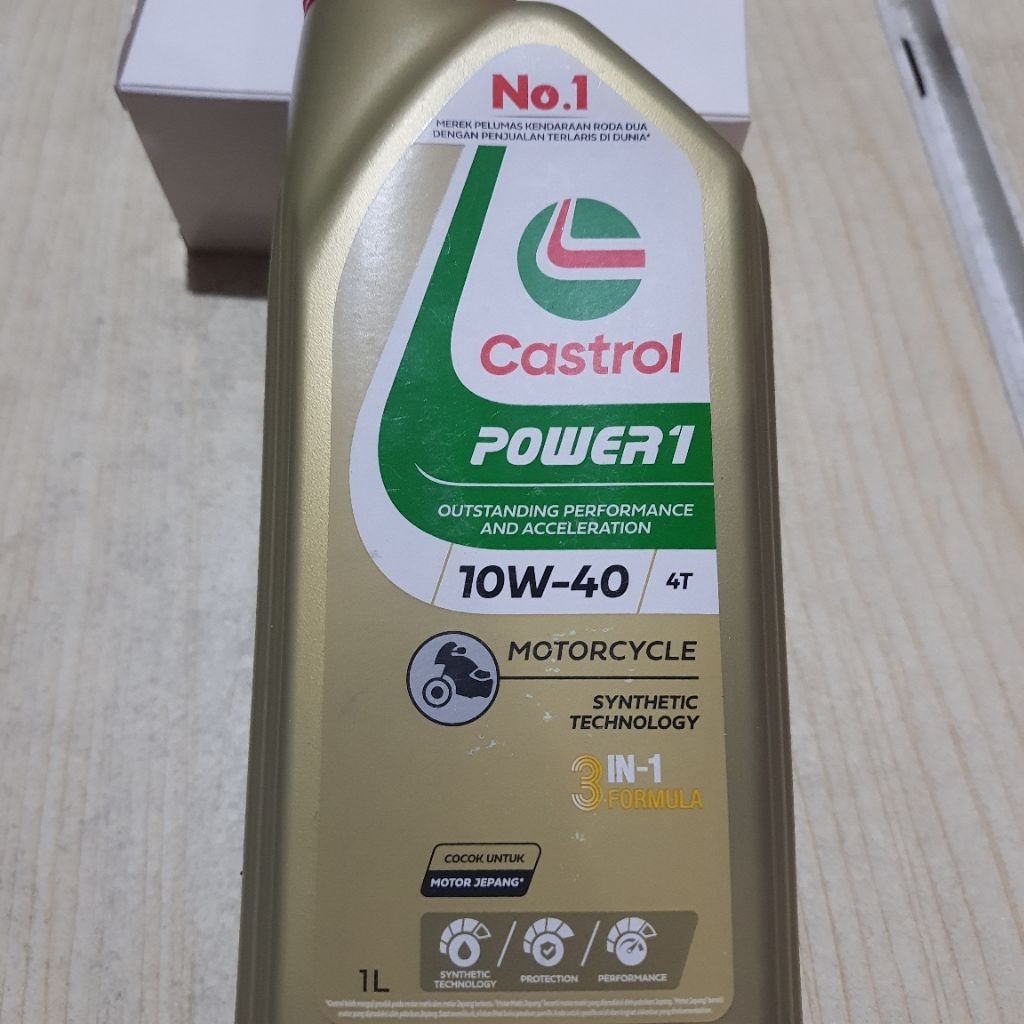 No.1
MEREK PELUMAS KENDARAAN RODA DUA
DENGAN PENJUALAN TERLARIS DI DUNIA*
Castrol
POWER1
OUTSTANDING PERFORMANCE
AND ACCELERATION
10W-40 4T
MOTORCYCLE
SYNTHETIC
TECHNOLOGY
3 IN-1
FORMULA
COCOK UNTUK
MOTOR JEPANG*
SYNTHETIC
TECHNOLOGY
PROTECTION
PERFORMANCE
1L